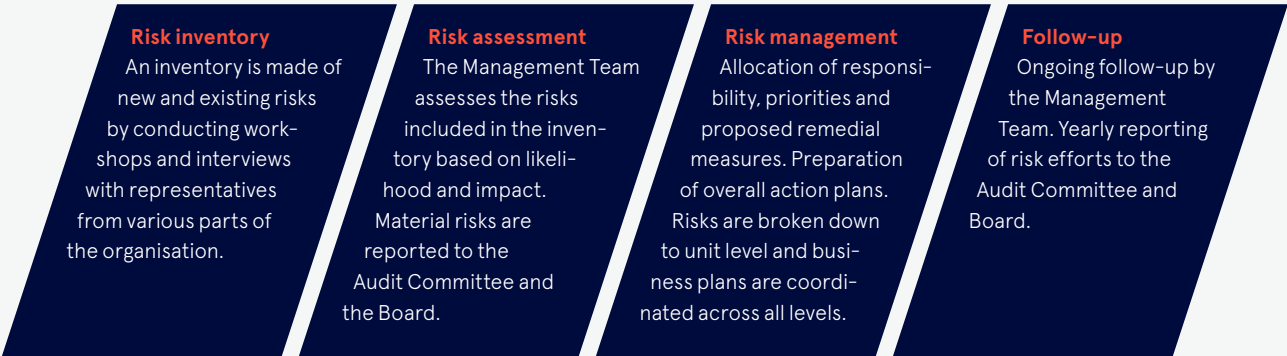 Risk inventory
An inventory is made of
new and existing risks
by conducting work-
shops and interviews
with representatives
from various parts of
the organisation.
Risk assessment
The Management Team
assesses the risks
included in the inven-
tory based on likeli-
hood and impact.
Material risks are
reported to the
Audit Committee and
the Board.
Risk management
Allocation of responsi-
bility, priorities and
proposed remedial
measures. Preparation
of overall action plans.
Risks are broken down
to unit level and busi-
ness plans are coordi-
nated across all levels.
Follow-up
Ongoing follow-up by
the Management
Team. Yearly reporting
of risk efforts to the
Audit Committee and
Board.